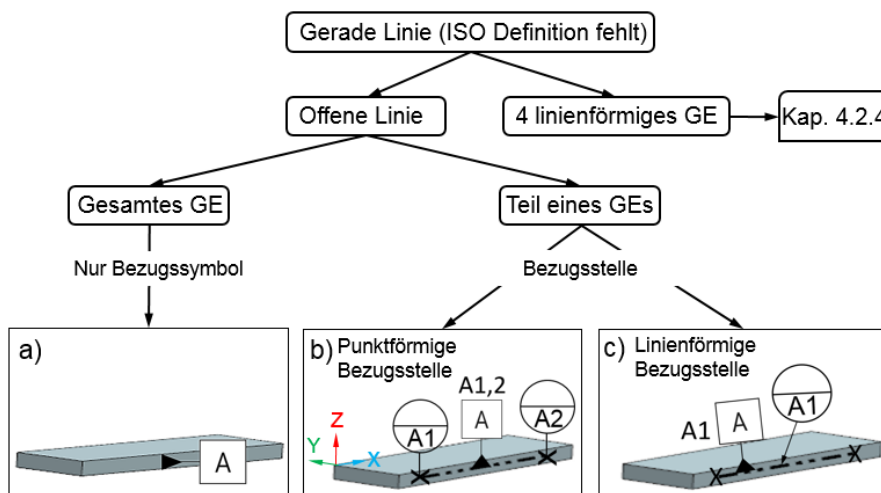 Gerade Linie (ISO Definition fehlt)
Offene Linie
4 linienförmiges GE
Kap. 4.2.4
Gesamtes GE
Teil eines GEs
Nur Bezugssymbol
Bezugsstelle
a)
A
b) Punktförmige
Bezugsstelle
A1,2
A1
A
A2
Z
Y
X
c) Linienförmige
Bezugsstelle
A1
A
A1